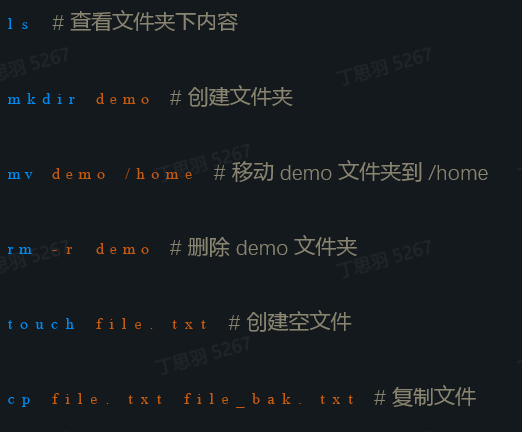 ls # 查看文件夹下内容
mkdir demo # 创建文件夹
mv demo /home # 移动 demo 文件夹到 /home
rm -r demo # 删除 demo 文件夹
touch file.txt # 创建空文件
cp file.txt file_bak.txt # 复制文件
丁思羽 5267
丁思羽 5267
丁思羽 5267
丁思羽 5267
丁思羽 5267
丁思羽 5267